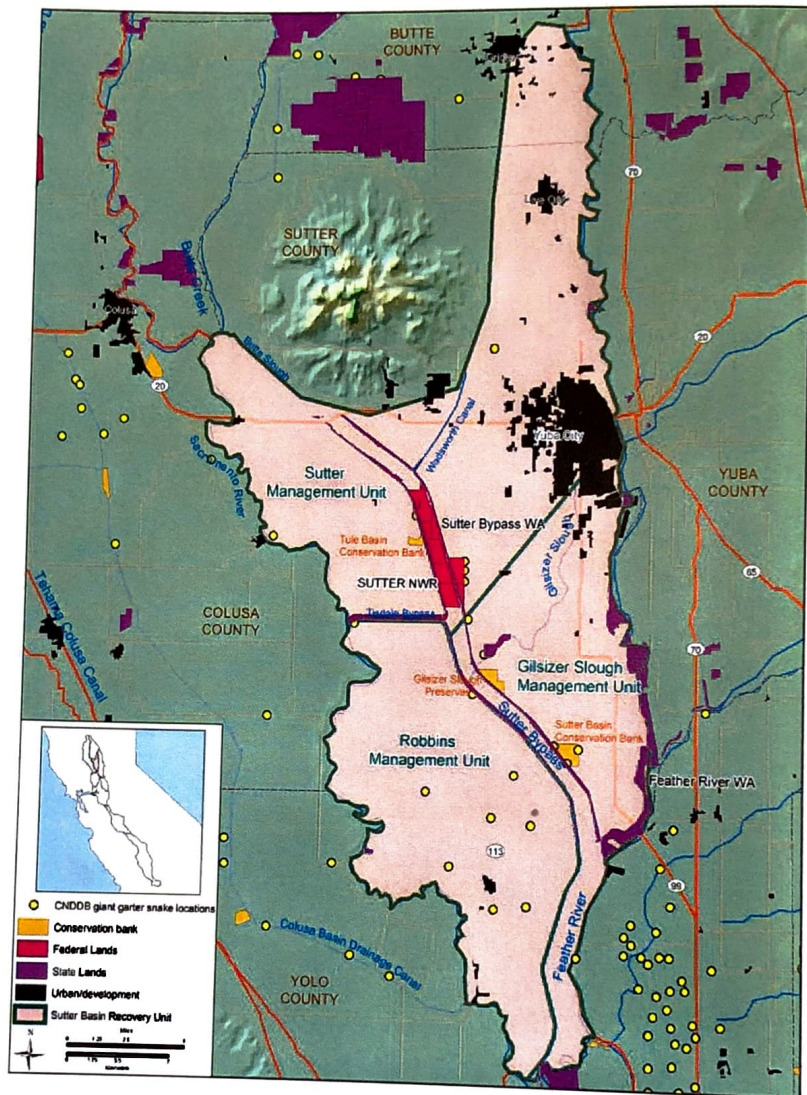 BUTTE
COUNTY
70
SUTTER
COUNTY
Live Oak
Butte Creek
Colusa
20
Butte Slough
20
Wadsworth Canal
Yuba City
Sacramento
River
Sutter
Management Unit
YUBA
COUNTY
Sutter Bypass WA
Tule Basin
Conservation Bank
Gilsizer Slough
SUTTER NWR
65
Tehama Colusa Canal
COLUSA
COUNTY
Tisdale Bypass
70
Gilsizer Slough
Management Unit
Gilsizer Slough
Preserve
Sutter Bypass
Sutter Basin
Conservation Bank
Robbins
Management Unit
Feather River WA
113
99
CNDDB giant garter snake locations
Conservation bank
Federal Lands
State Lands
Urban/development
Sutter Basin Recovery Unit
Colusa Basin Drainage Canal
Feather River
YOLO
COUNTY
N
Miles
Kilometers